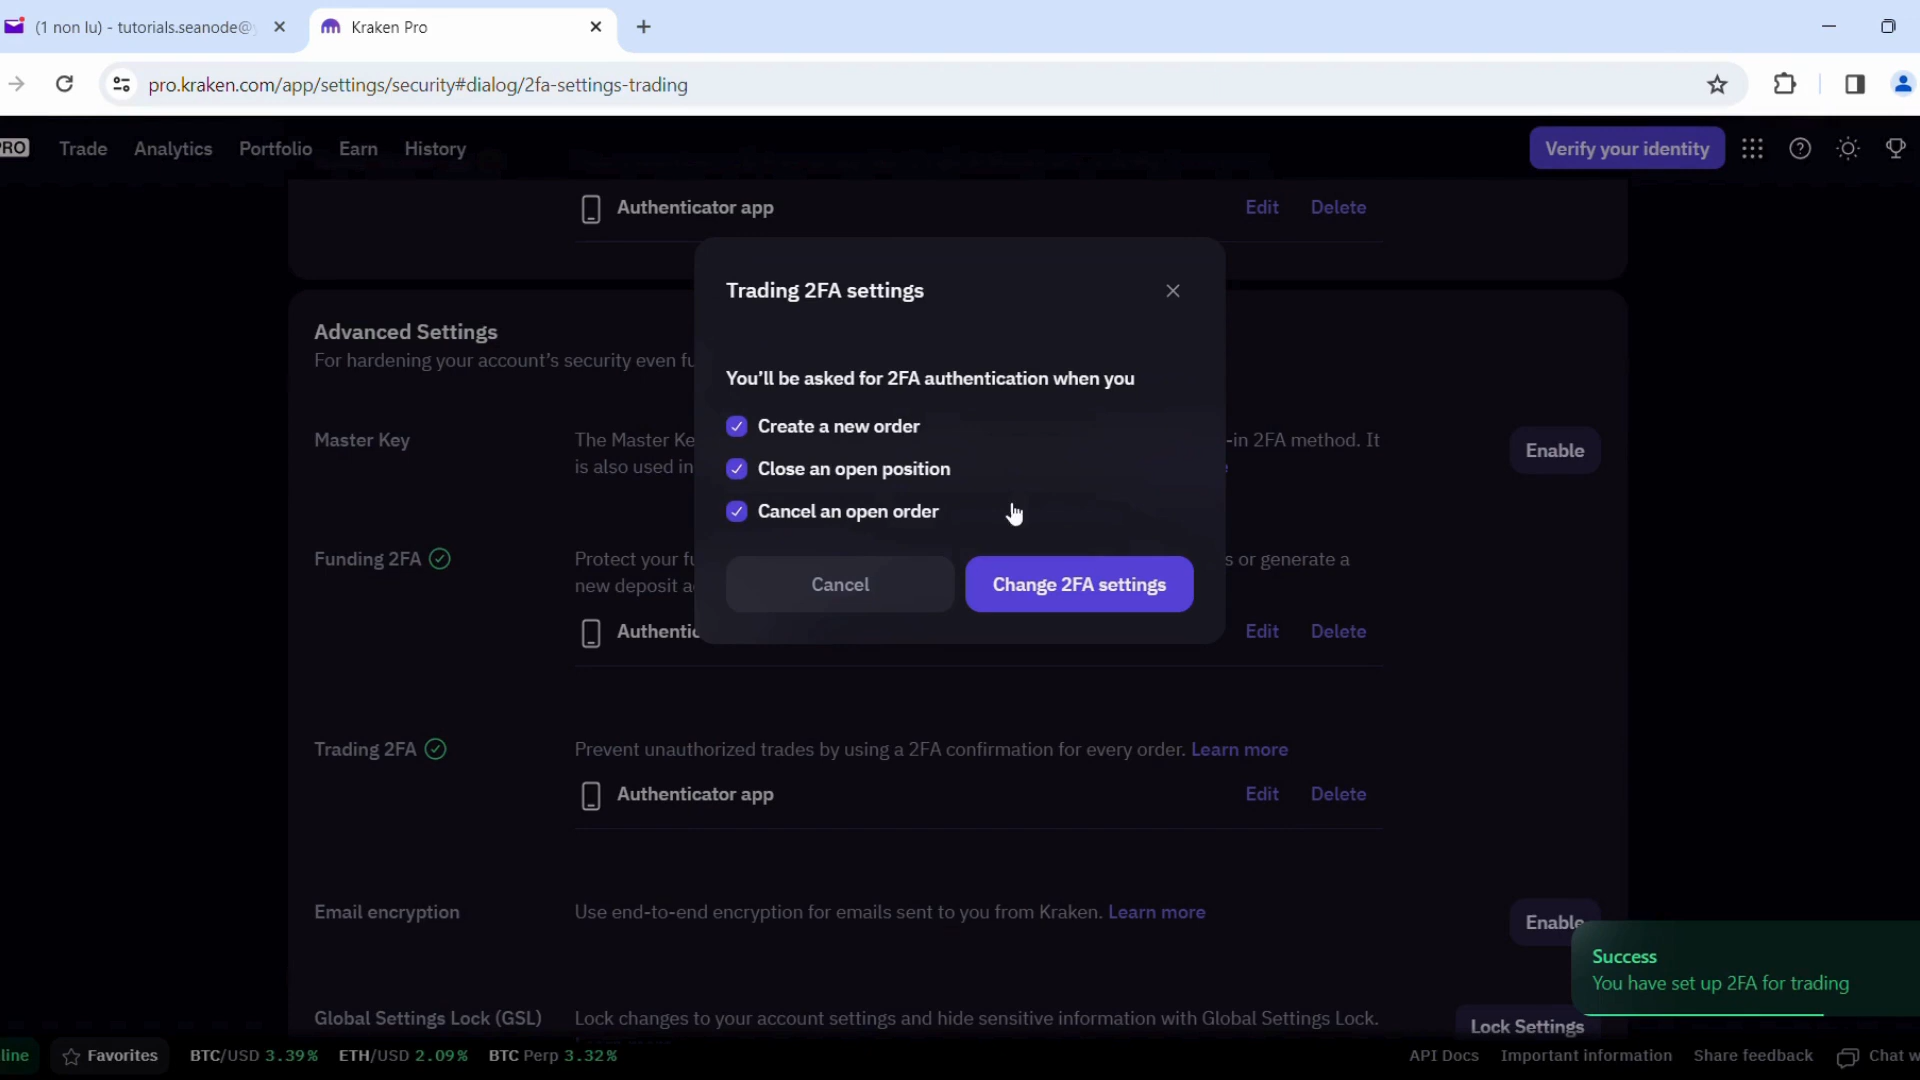 (1 non lu) - tutorials.seanode@
Kraken Pro
pro.kraken.com/app/settings/security#dialog/2fa-settings-trading
PRO
Trade
Analytics
Portfolio
Earn
History
Verify your identity
Authenticator app
Edit
Delete
Trading 2FA settings
Advanced Settings
For hardening your account's security even fu
You'll be asked for 2FA authentication when you
Create a new order
Master Key
The Master Ke
-in 2FA method. It
Enable
is also used in
Close an open position
Cancel an open order
Funding 2FA
Protect your fu
s or generate a
new deposit a
Cancel
Change 2FA settings
Authentic
Edit
Delete
Trading 2FA
Prevent unauthorized trades by using a 2FA confirmation for every order. Learn more
Authenticator app
Edit
Delete
Email encryption
Use end-to-end encryption for emails sent to you from Kraken. Learn more
Enable
Success
You have set up 2FA for trading
Global Settings Lock (GSL)
Lock changes to your account settings and hide sensitive information with Global Settings Lock.
Lock Settings
line
Favorites
BTC/USD 3.39%
ETH/USD 2.09%
BTC Perp 3.32%
API Docs
Important information
Share feedback
Chat w